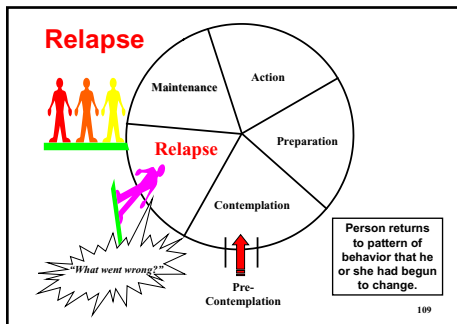 Relapse
Maintenance
Action
Relapse
Preparation
Contemplation
"What went wrong?"
Pre-
Contemplation
Person returns
to pattern of
behavior that he
or she had begun
to change.
109